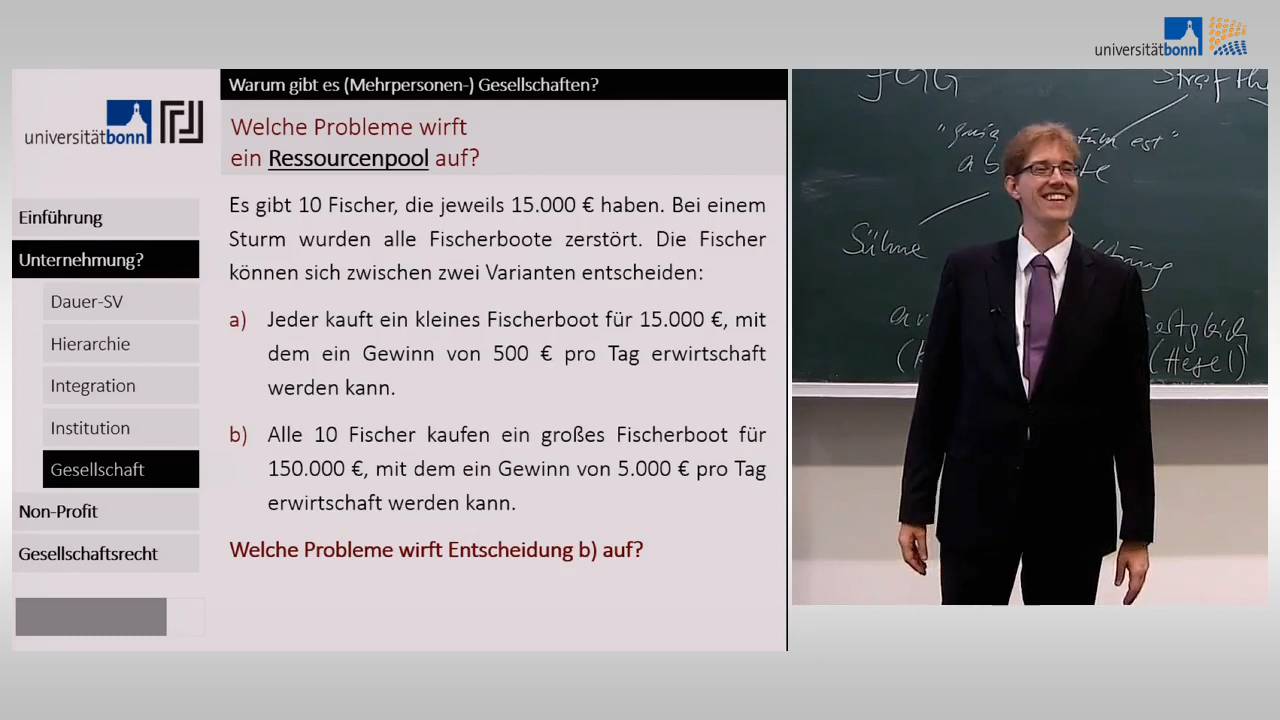 universitätbonn
universitätbonn
Einführung
Unternehmung?
Dauer-SV
Hierarchie
Integration
Institution
Gesellschaft
Non-Profit
Gesellschaftsrecht
Warum gibt es (Mehrpersonen-) Gesellschaften?
Welche Probleme wirft
ein Ressourcenpool auf?
Es gibt 10 Fischer, die jeweils 15.000 € haben. Bei einem
Sturm wurden alle Fischerboote zerstört. Die Fischer
können sich zwischen zwei Varianten entscheiden:
a) Jeder kauft ein kleines Fischerboot für 15.000 €, mit
dem ein Gewinn von 500 € pro Tag erwirtschaft
werden kann.
b) Alle 10 Fischer kaufen ein großes Fischerboot für
150.000 €, mit dem ein Gewinn von 5.000 € pro Tag
erwirtschaft werden kann.
Welche Probleme wirft Entscheidung b) auf?
est"
Sühne
(Hegel)